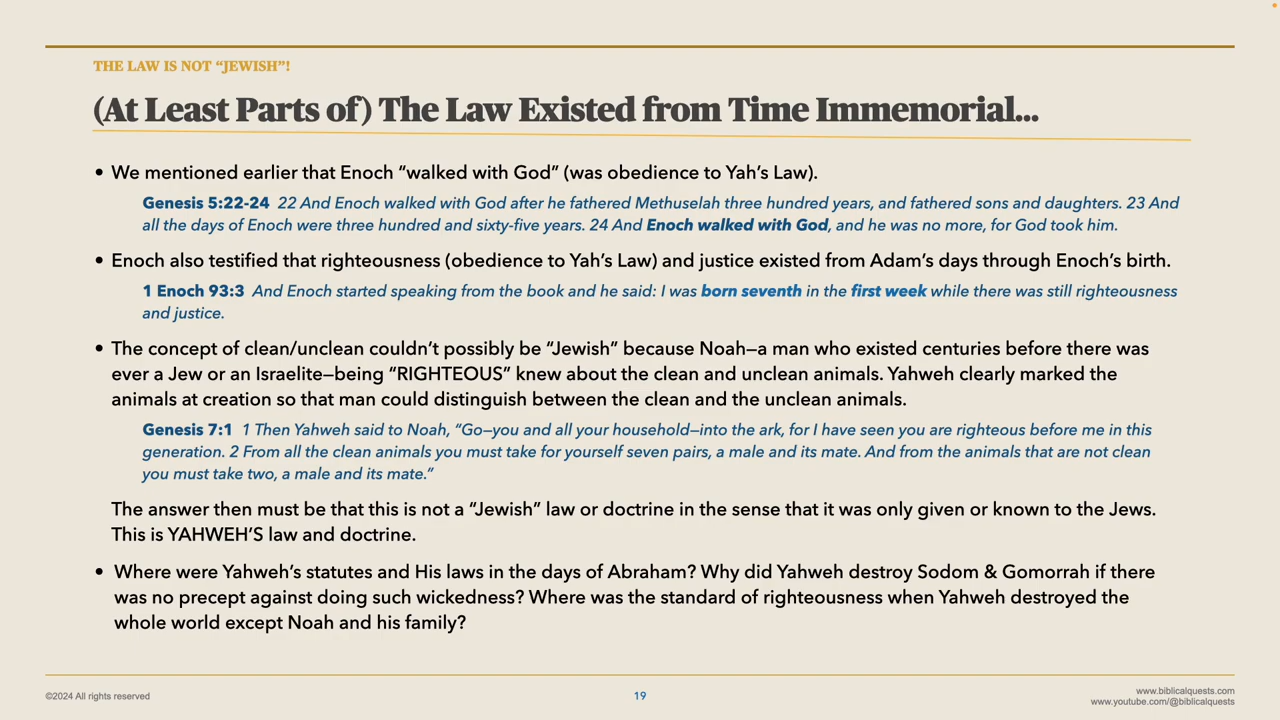 THE LAW IS NOT “JEWISH”!
(At Least Parts of) The Law Existed from Time Immemorial...
• We mentioned earlier that Enoch “walked with God” (was obedience to Yah’s Law).
Genesis 5:22-24 22 And Enoch walked with God after he fathered Methuselah three hundred years, and fathered sons and daughters. 23 And
all the days of Enoch were three hundred and sixty-five years. 24 And Enoch walked with God, and he was no more, for God took him.
• Enoch also testified that righteousness (obedience to Yah’s Law) and justice existed from Adam’s days through Enoch’s birth.
1 Enoch 93:3 And Enoch started speaking from the book and he said: I was born seventh in the first week while there was still righteousness
and justice.
• The concept of clean/unclean couldn’t possibly be “Jewish” because Noah—a man who existed centuries before there was
ever a Jew or an Israelite—being “RIGHTEOUS” knew about the clean and unclean animals. Yahweh clearly marked the
animals at creation so that man could distinguish between the clean and the unclean animals.
Genesis 7:1 1 Then Yahweh said to Noah, “Go—you and all your household—into the ark, for I have seen you are righteous before me in this
generation. 2 From all the clean animals you must take for yourself seven pairs, a male and its mate. And from the animals that are not clean
you must take two, a male and its mate.”
The answer then must be that this is not a “Jewish” law or doctrine in the sense that it was only given or known to the Jews.
This is YAHWEH’S law and doctrine.
• Where were Yahweh’s statutes and His laws in the days of Abraham? Why did Yahweh destroy Sodom & Gomorrah if there
was no precept against doing such wickedness? Where was the standard of righteousness when Yahweh destroyed the
whole world except Noah and his family?
©2024 All rights reserved
19
www.biblicalquests.com
www.youtube.com/@biblicalquests